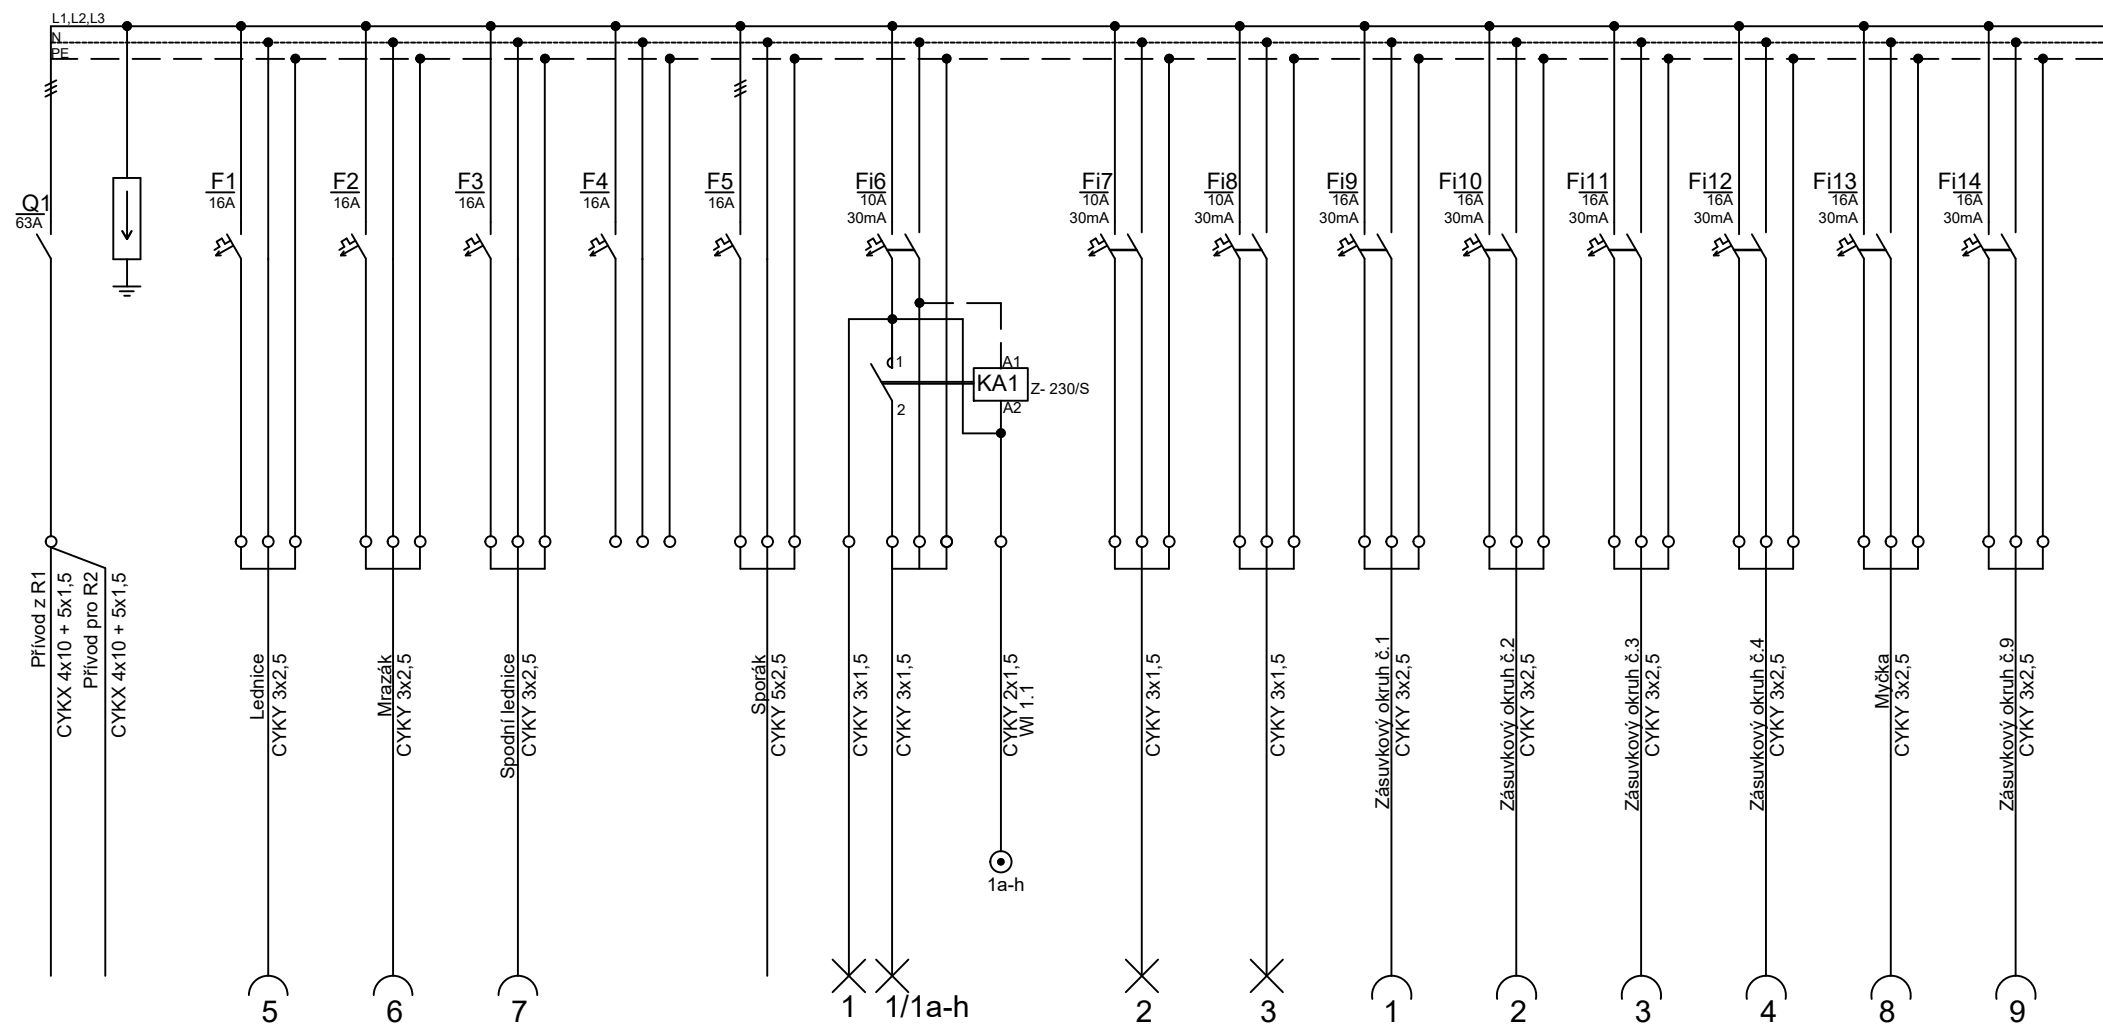 L1,L2,L3
N
PE
Q1
63A
F1
16A
F2
16A
F3
16A
F4
16A
F5
16A
Fi6
10A
30mA
Fi7
10A
30mA
Fi8
10A
30mA
Fi9
16A
30mA
Fi10
16A
30mA
Fi11
16A
30mA
Fi12
16A
30mA
Fi13
16A
30mA
Fi14
16A
30mA
1
2
A1
KA1
A2
Z- 230/S
Přívod z R1
CYKX 4x10 + 5x1,5
Přívod pro R2
CYKX 4x10 + 5x1,5
Lednice
CYKY 3x2,5
Mrazák
CYKY 3x2,5
Spodní lednice
CYKY 3x2,5
Sporák
CYKY 5x2,5
CYKY 3x1,5
CYKY 3x1,5
CYKY 2x1,5
WI 1.1
CYKY 3x1,5
CYKY 3x1,5
Zásuvkový okruh č.1
CYKY 3x2,5
Zásuvkový okruh č.2
CYKY 3x2,5
Zásuvkový okruh č.3
CYKY 3x2,5
Zásuvkový okruh č.4
CYKY 3x2,5
Myčka
CYKY 3x2,5
Zásuvkový okruh č.9
CYKY 3x2,5
1a-h
5
6
7
1
1/1a-h
2
3
1
2
3
4
8
9